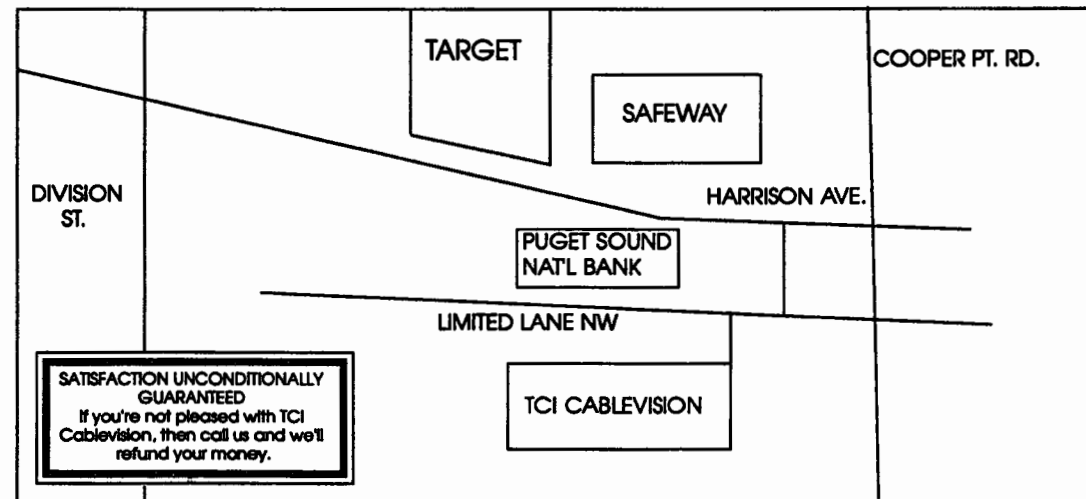 TARGET
COOPER PT. RD.
SAFEWAY
DIVISION
ST.
HARRISON AVE.
PUGET SOUND
NAT'L BANK
LIMITED LANE NW
SATISFACTION UNCONDITIONALLY
GUARANTEED
If you're not pleased with TCI
Cablevision, then call us and we'll
refund your money.
TCI CABLEVISION